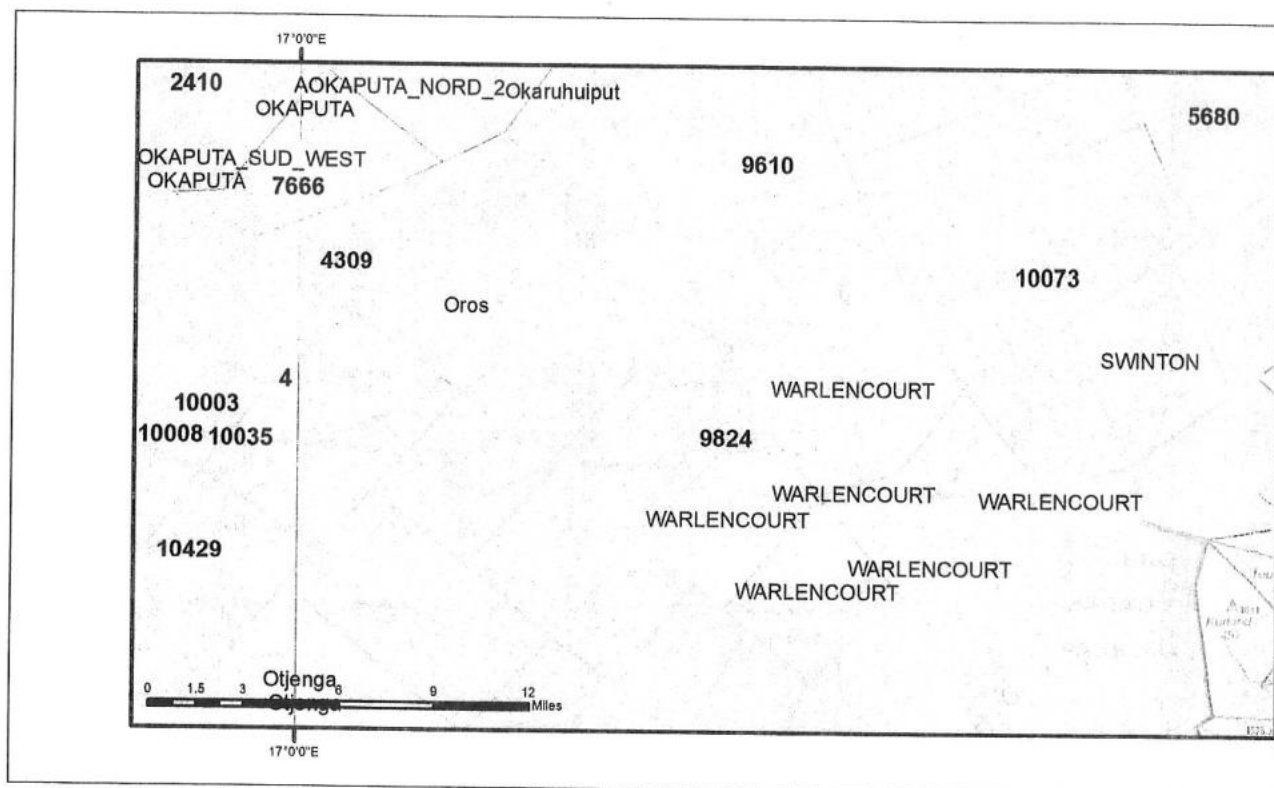 17°0'0"E
2410
AOKAPUTA_NORD_2Okaruhuiput
OKAPUTA
5680
OKAPUTA_SUD_WEST
9610
OKAPUTA
7666
4309
10073
Oros
SWINTON
4
WARLENCOURT
10003
10008 10035
9824
WARLENCOURT
WARLENCOURT
WARLENCOURT
10429
WARLENCOURT
WARLENCOURT
Otjenga
0 1.5 3 6 9 12
Otjenga
Miles
17°0'0"E